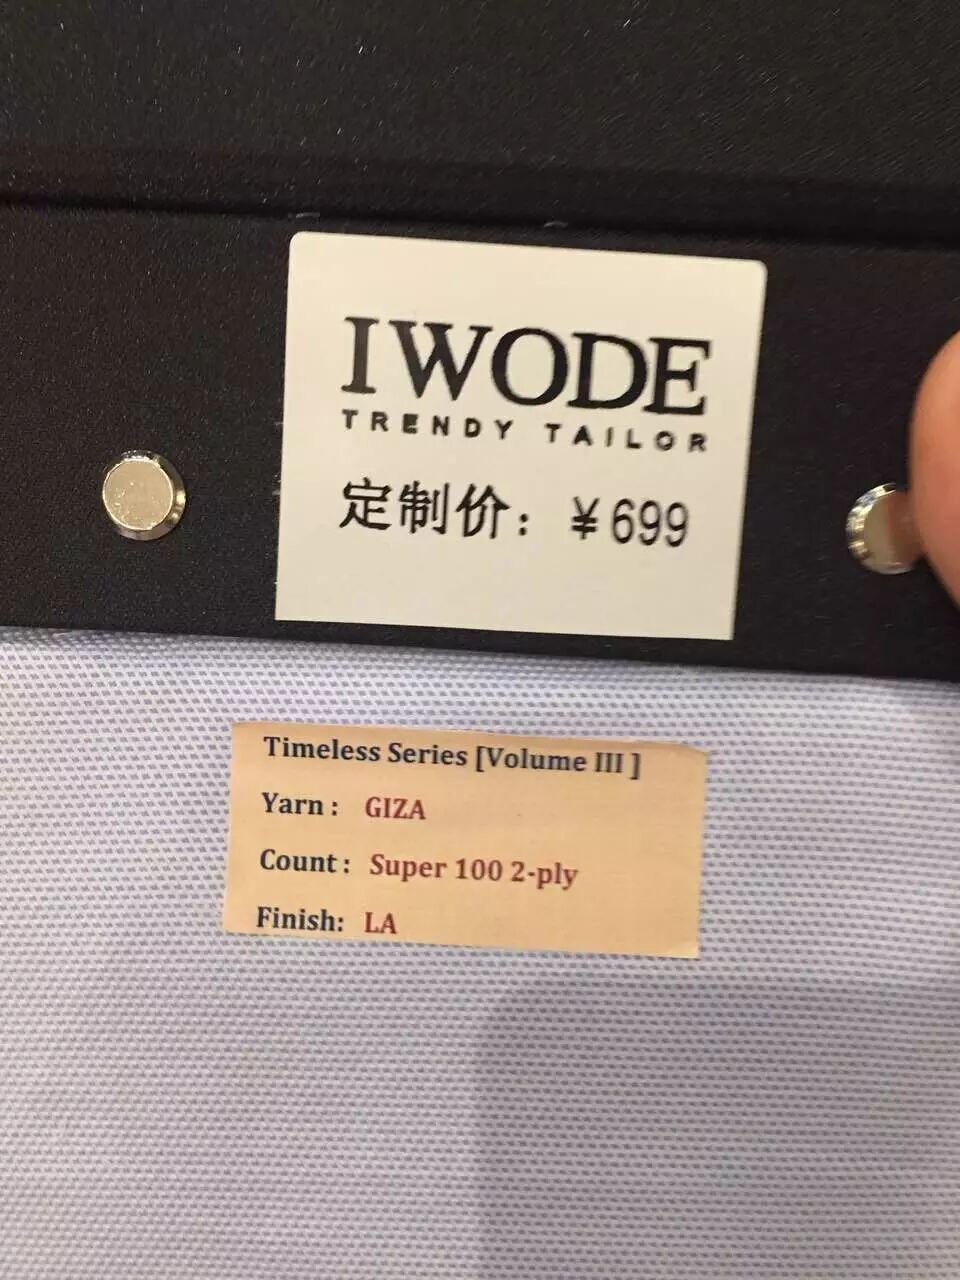 IWODE
TRENDY TAILOR
定制价：￥699
Timeless Series [Volume III ]
Yarn : GIZA
Count : Super 100 2-ply
Finish: LA